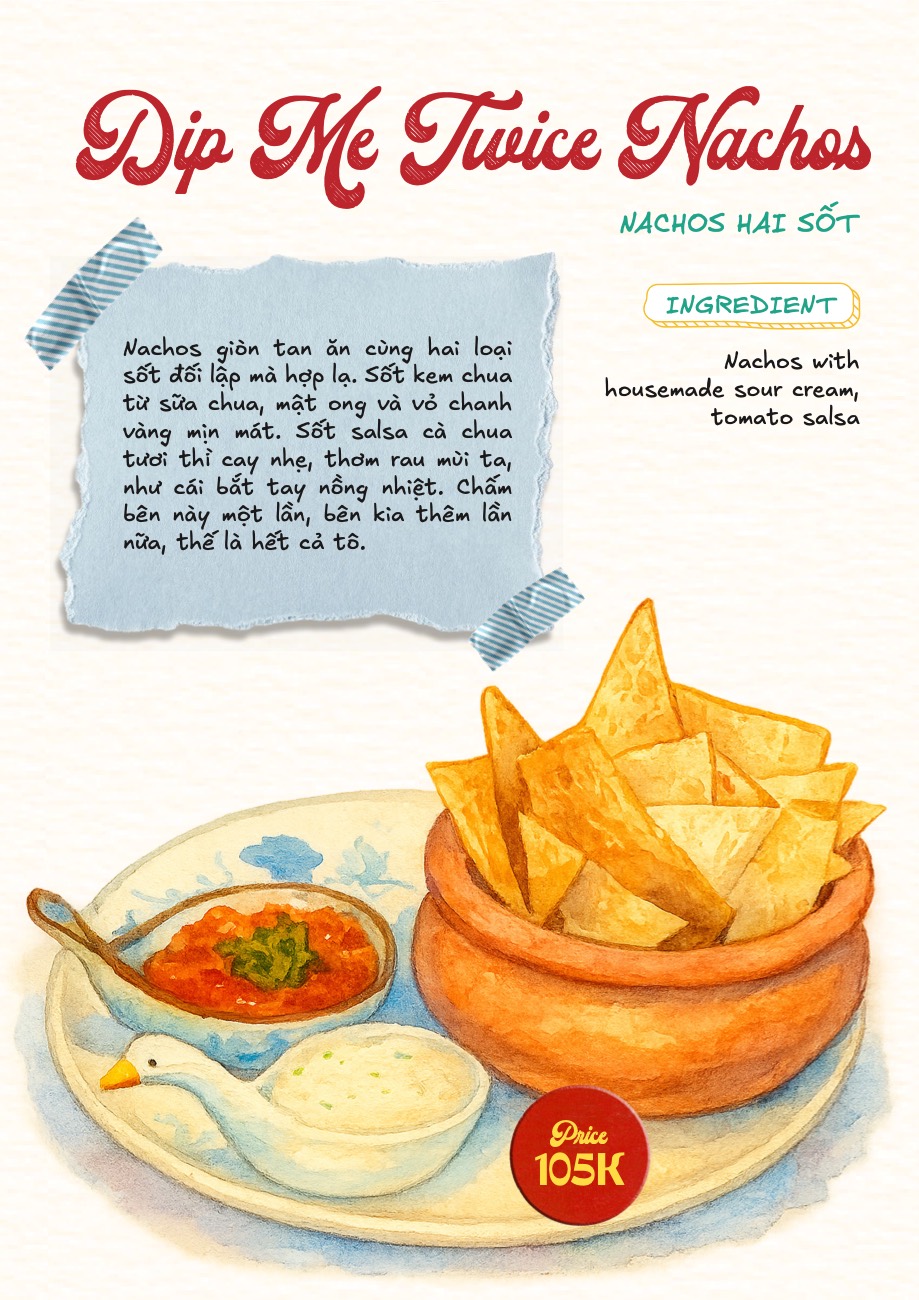 Dip Me Twice Nachos
NACHOS HAI SỐT
Nachos giòn tan ăn cùng hai loại
sốt đối lập mà hợp lạ. Sốt kem chua
từ sữa chua, mật ong và vỏ chanh
vàng mịn mát. Sốt salsa cà chua
tươi thì cay nhẹ, thơm rau mùi ta,
như cái bắt tay nồng nhiệt. Chấm
bên này một lần, bên kia thêm lần
nữa, thế là hết cả tô.
INGREDIENT
Nachos with
housemade sour cream,
tomato salsa
Price
105K